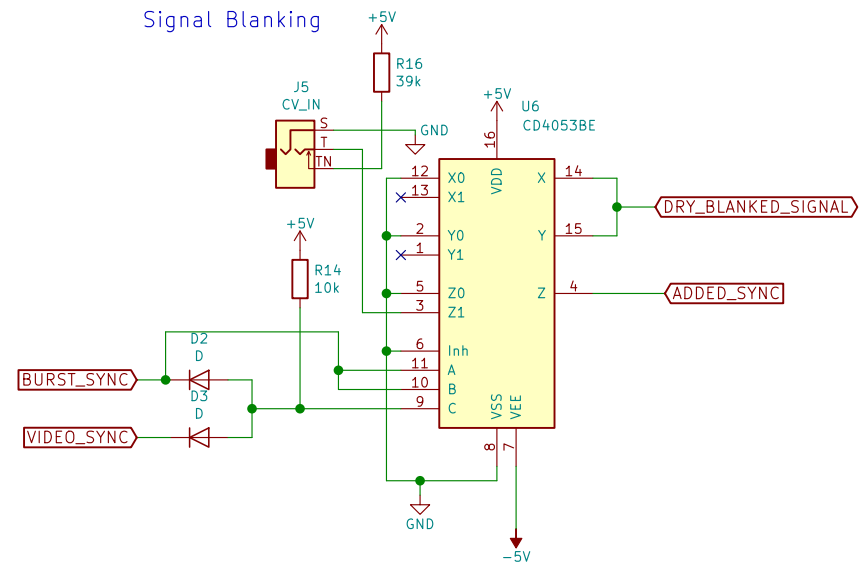 Signal Blanking
+5V
R16
39k
J5
CV_IN
S
T
TN
GND
+5V
U6
CD4053BE
16
VDD
12 X0
13 X1
2 Y0
1 Y1
5 Z0
3 Z1
6 Inh
11 A
10 B
9 C
X 14
Y 15
Z 4
DRY_BLANKED_SIGNAL
ADDED_SYNC
+5V
R14
10k
D2
D
BURST_SYNC
D3
D
VIDEO_SYNC
VSS
VEE
8
7
GND
-5V